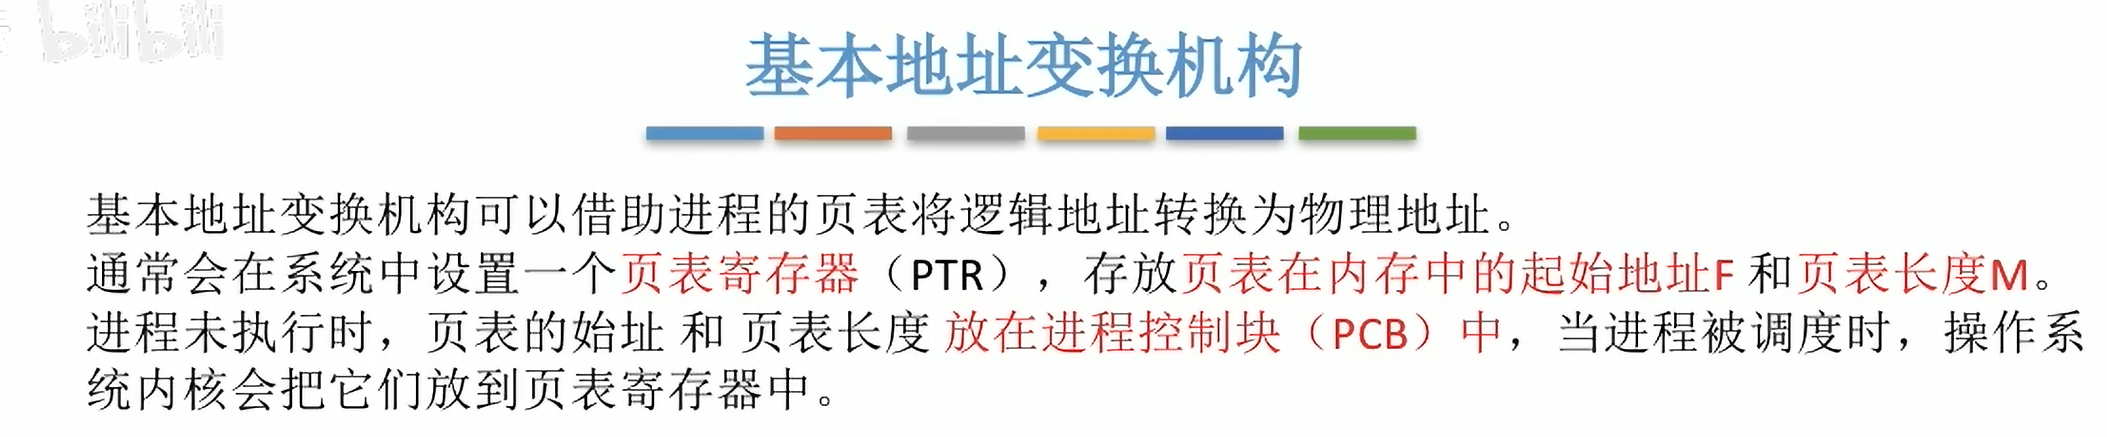 bilibili
基本地址变换机构
基本地址变换机构可以借助进程的页表将逻辑地址转换为物理地址。
通常会在系统中设置一个页表寄存器（PTR），存放页表在内存中的起始地址F 和页表长度M。
进程未执行时，页表的始址 和 页表长度 放在进程控制块（PCB）中，当进程被调度时，操作系
统内核会把它们放到页表寄存器中。